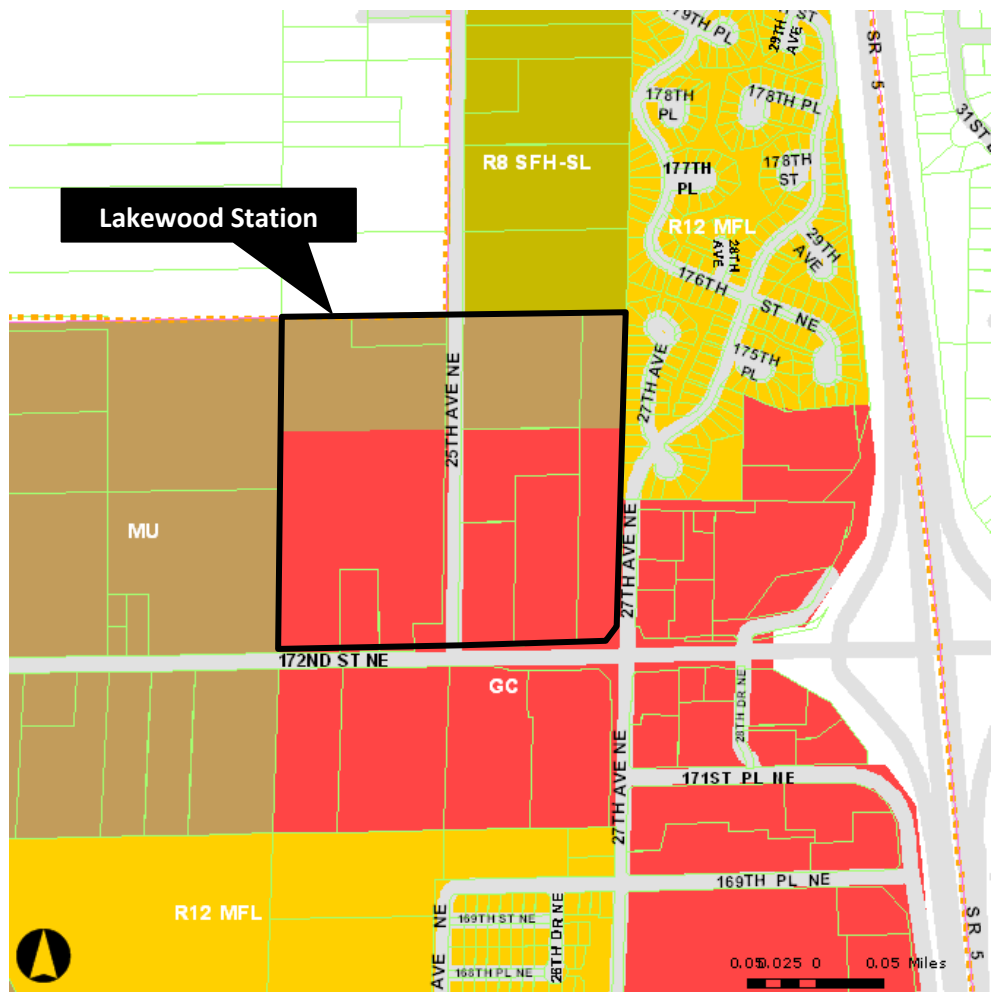 179TH PL
ST
29TH
AVE
SR 5
178TH
PL
178TH PL
31ST
R8 SFH-SL
177TH
PL
178TH
ST
Lakewood Station
R12 MFL
28TH
AVE
29TH
AVE
176TH ST NE
25TH AVE NE
27TH AVE
175TH
PL
MU
27TH AVE NE
172ND ST NE
GC
28TH DR NE
27TH AVE NE
171ST PL NE
169TH PL NE
R12 MFL
AVE NE
169TH ST NE
26TH DR NE
168TH PL NE
SR 5
0.05 0.025 0 0.05 Miles